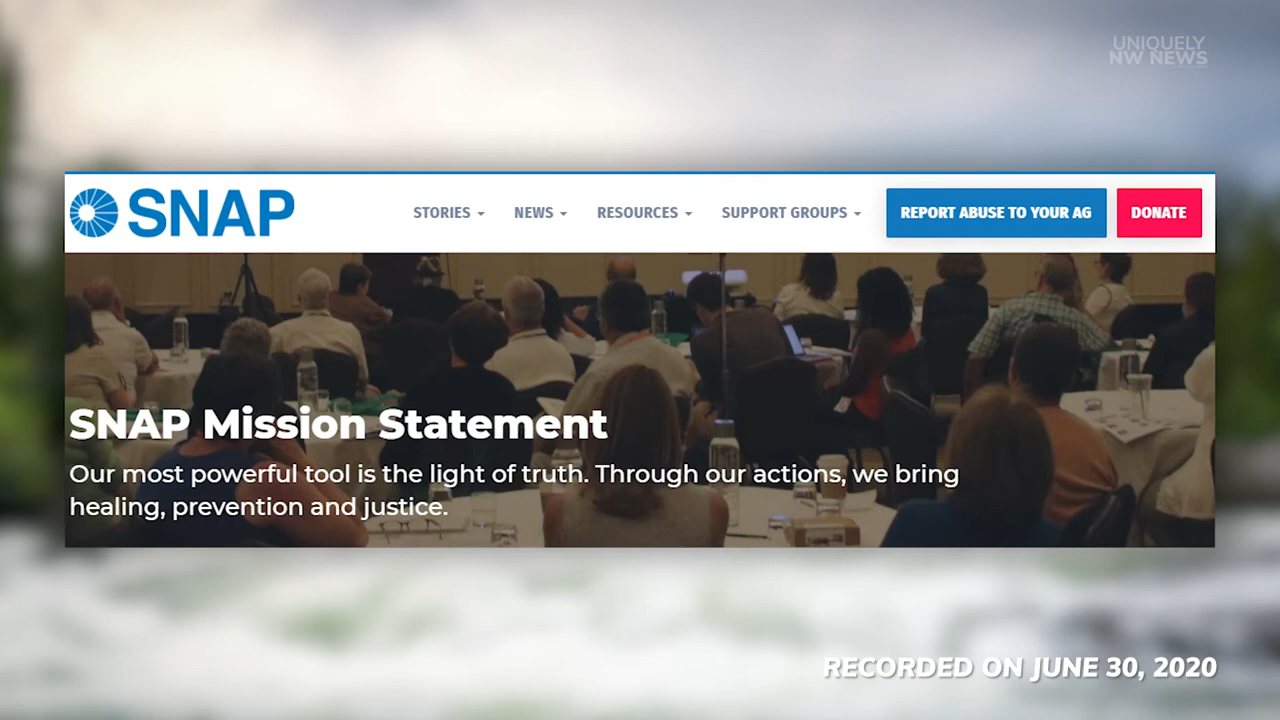 UNIQUELY
NW NEWS
SNAP
STORIES
NEWS
RESOURCES
SUPPORT GROUPS
REPORT ABUSE TO YOUR AG
DONATE
SNAP Mission Statement
Our most powerful tool is the light of truth. Through our actions, we bring
healing, prevention and justice.
RECORDED ON JUNE 30, 2020